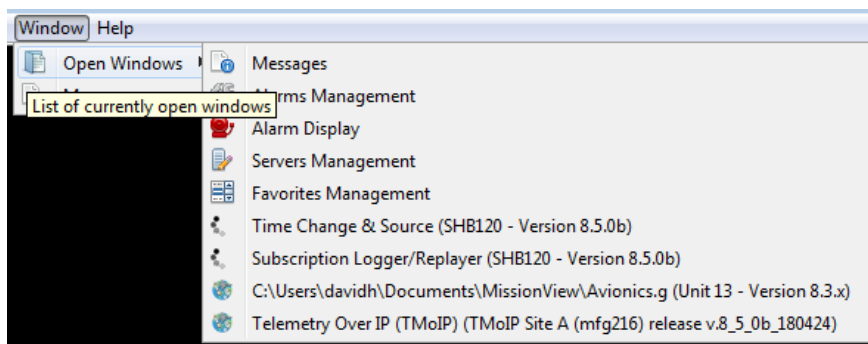 Window Help
Open Windows
Messages
List of currently open windows
Management
Alarm Display
Servers Management
Favorites Management
Time Change & Source (SHB120 - Version 8.5.0b)
Subscription Logger/Replayer (SHB120 - Version 8.5.0b)
C:\Users\davidh\Documents\MissionView\Avionics.g (Unit 13 - Version 8.3.x)
Telemetry Over IP (TMoIP) (TMoIP Site A (mfg216) release v.8_5_0b_180424)